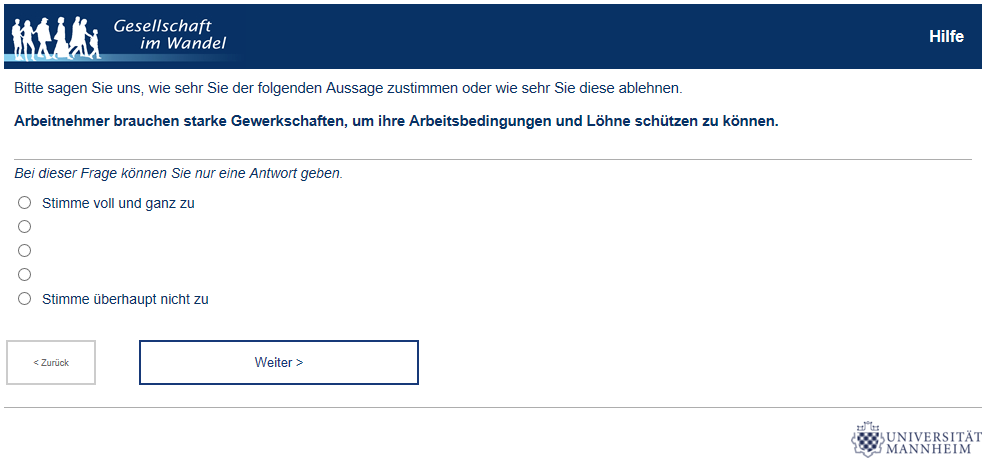 Gesellschaft
im Wandel
Hilfe
Bitte sagen Sie uns, wie sehr Sie der folgenden Aussage zustimmen oder wie sehr Sie diese ablehnen.
Arbeitnehmer brauchen starke Gewerkschaften, um ihre Arbeitsbedingungen und Löhne schützen zu können.
Bei dieser Frage können Sie nur eine Antwort geben.
Stimme voll und ganz zu
Stimme überhaupt nicht zu
< Zurück
Weiter >
UNIVERSITÄT
MANNHEIM